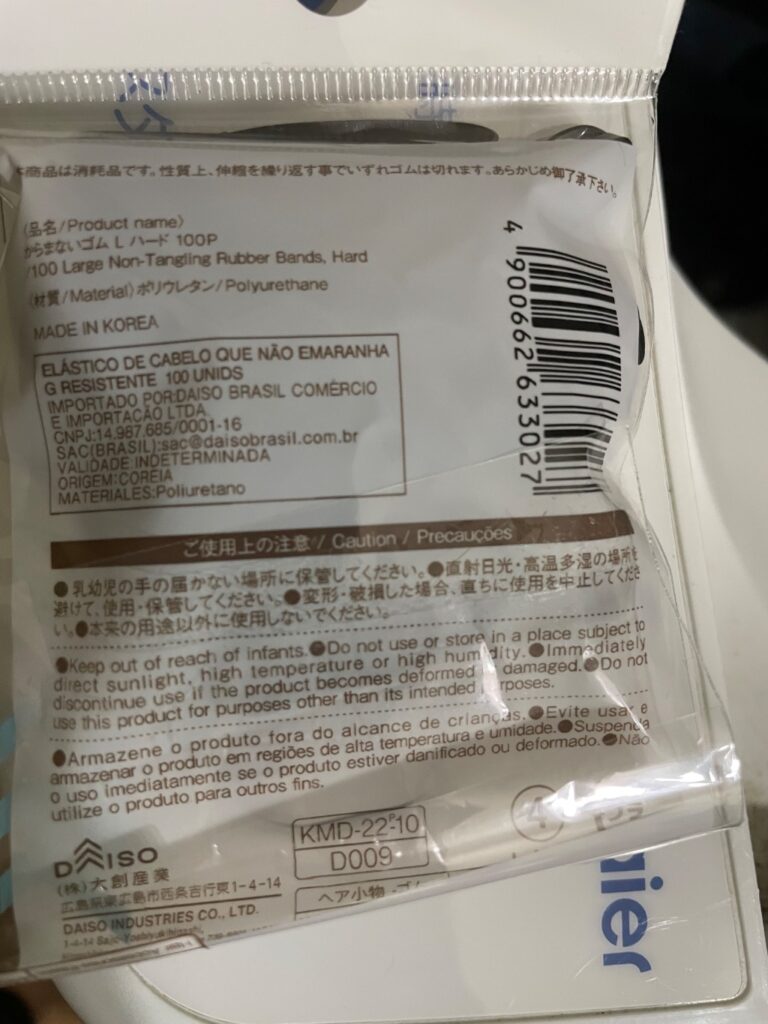 商品は消耗品です。性質上、伸縮を繰り返す事でいずれゴムは切れます。あらかじめ御了承下さい。
〈品名/Product name〉
からまないゴム L ハード 100P
/100 Large Non-Tangling Rubber Bands, Hard
〈材質/Material〉ポリウレタン/Polyurethane
MADE IN KOREA
ELÁSTICO DE CABELO QUE NÃO EMARANHA
G RESISTENTE 100 UNIDS
IMPORTADO POR:DAISO BRASIL COMÉRCIO
E IMPORTAÇÃO LTDA
CNPJ:14.987.685/0001-16
SAC(BRASIL):sac@daisobrasil.com.br
VALIDADE:INDETERMINADA
ORIGEM:COREIA
MATERIALES:Poliuretano
4 900662 633027
ご使用上の注意 / Caution / Precauções
●乳幼児の手の届かない場所に保管してください。●直射日光・高温多湿の場所を
避けて、使用・保管してください。●変形・破損した場合、直ちに使用を中止してくださ
い。●本来の用途以外に使用しないでください。
●Keep out of reach of infants.●Do not use or store in a place subject to
direct sunlight, high temperature or high humidity.●Immediately
discontinue use if the product becomes deformed damaged.●Do not
use this product for purposes other than its intended
●Armazene o produto fora do alcance de crianças.●Evite usar e
armazenar o produto em regiões de alta temperatura e umidade.●Suspenda
o uso imediatamente se o produto estiver danificado ou deformado.●Não
utilize o produto para outros fins.
DAISO
(株)大創産業
広島県東広島市西条吉行東1-4-14
DAISO INDUSTRIES CO., LTD.
KMD-22P-10
D009
ヘア小物
4
nier